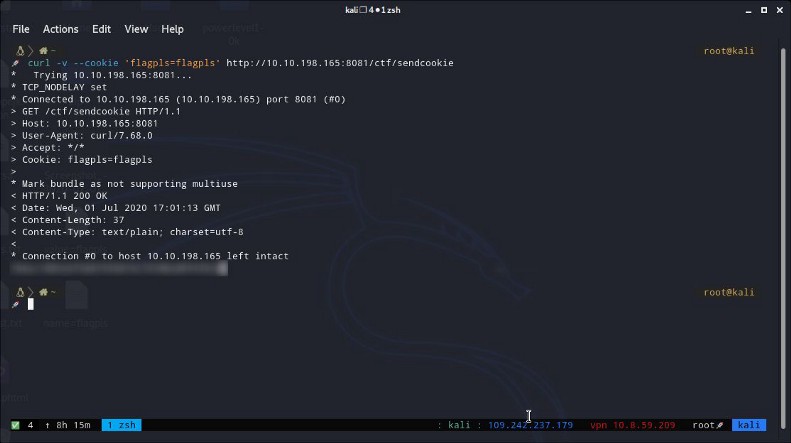 kali 4•1 zsh
File Actions Edit View Help
~ root@kali
curl -v --cookie 'flagpls=flagpls' http://10.10.198.165:8081/ctf/sendcookie
* Trying 10.10.198.165:8081...
* TCP_NODELAY set
* Connected to 10.10.198.165 (10.10.198.165) port 8081 (#0)
> GET /ctf/sendcookie HTTP/1.1
> Host: 10.10.198.165:8081
> User-Agent: curl/7.68.0
> Accept: */*
> Cookie: flagpls=flagpls
>
* Mark bundle as not supporting multiuse
< HTTP/1.1 200 OK
< Date: Wed, 01 Jul 2020 17:01:13 GMT
< Content-Length: 37
< Content-Type: text/plain; charset=utf-8
<
* Connection #0 to host 10.10.198.165 left intact
~ root@kali
4 ↑ 8h 15m 1 zsh : kali : 109.242.237.179 vpn 10.8.59.209 root kali